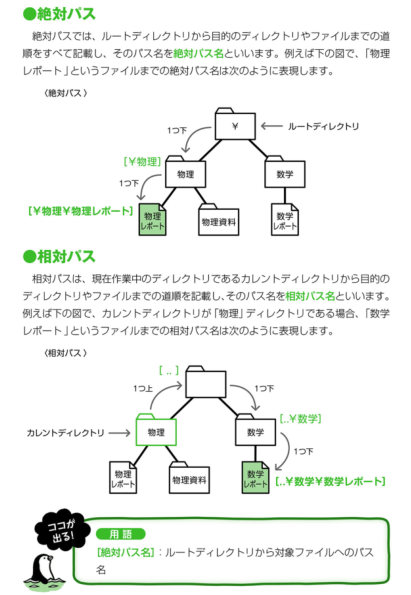 ●絶対パス
絶対パスでは、ルートディレクトリから目的のディレクトリやファイルまでの道
順をすべて記載し、そのパス名を絶対パス名といいます。例えば下の図で、「物理
レポート」というファイルまでの絶対パス名は次のように表現します。
〈絶対パス〉
1つ下
¥
ルートディレクトリ
[¥物理]
1つ下
物理
数学
[¥物理¥物理レポート]
物理
レポート
物理資料
数学
レポート
●相対パス
相対パスは、現在作業中のディレクトリであるカレントディレクトリから目的の
ディレクトリやファイルまでの道順を記載し、そのパス名を相対パス名といいます。
例えば下の図で、カレントディレクトリが「物理」ディレクトリである場合、「数学
レポート」というファイルまでの相対パス名は次のように表現します。
〈相対パス〉
[ .. ]
1つ上
1つ下
[..¥数学]
カレントディレクトリ
物理
数学
1つ下
物理
レポート
物理資料
数学
レポート
[..¥数学¥数学レポート]
ココが
出る!
用語
[絶対パス名]：ルートディレクトリから対象ファイルへのパス
名